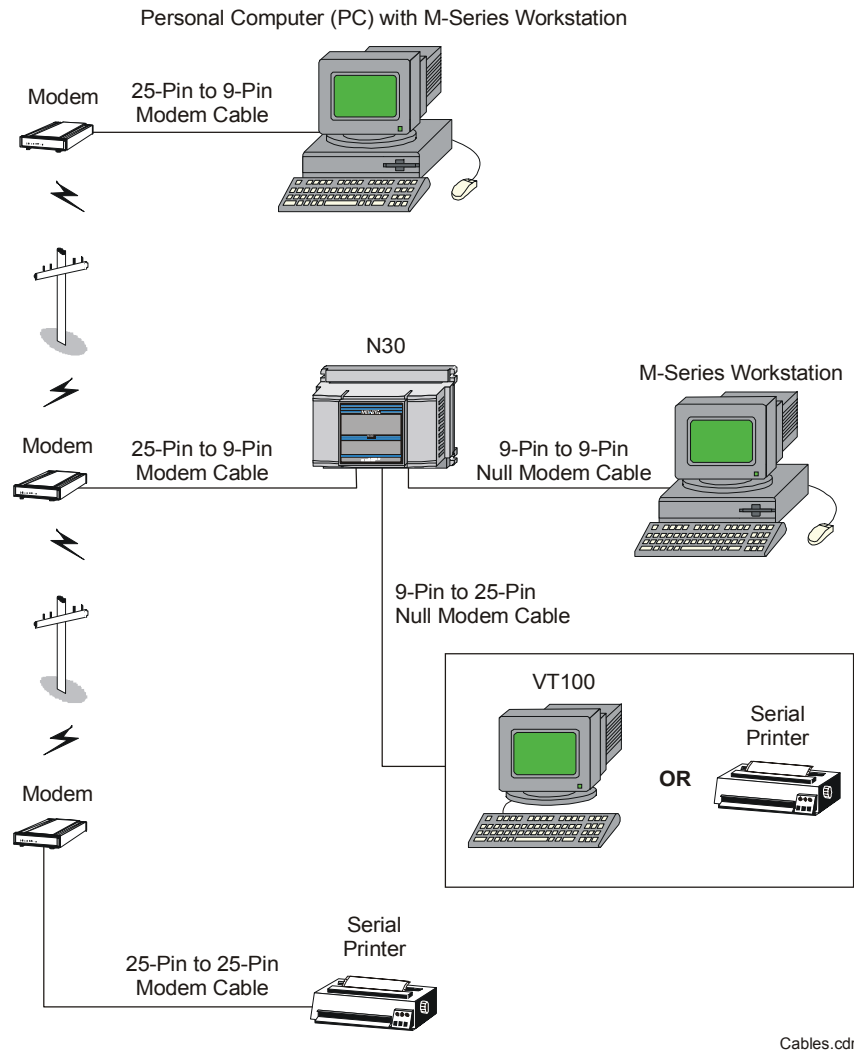 Personal Computer (PC) with M-Series Workstation
Modem
25-Pin to 9-Pin
Modem Cable
N30
M-Series Workstation
Modem
25-Pin to 9-Pin
Modem Cable
9-Pin to 9-Pin
Null Modem Cable
9-Pin to 25-Pin
Null Modem Cable
VT100
OR
Serial
Printer
Modem
25-Pin to 25-Pin
Modem Cable
Serial
Printer